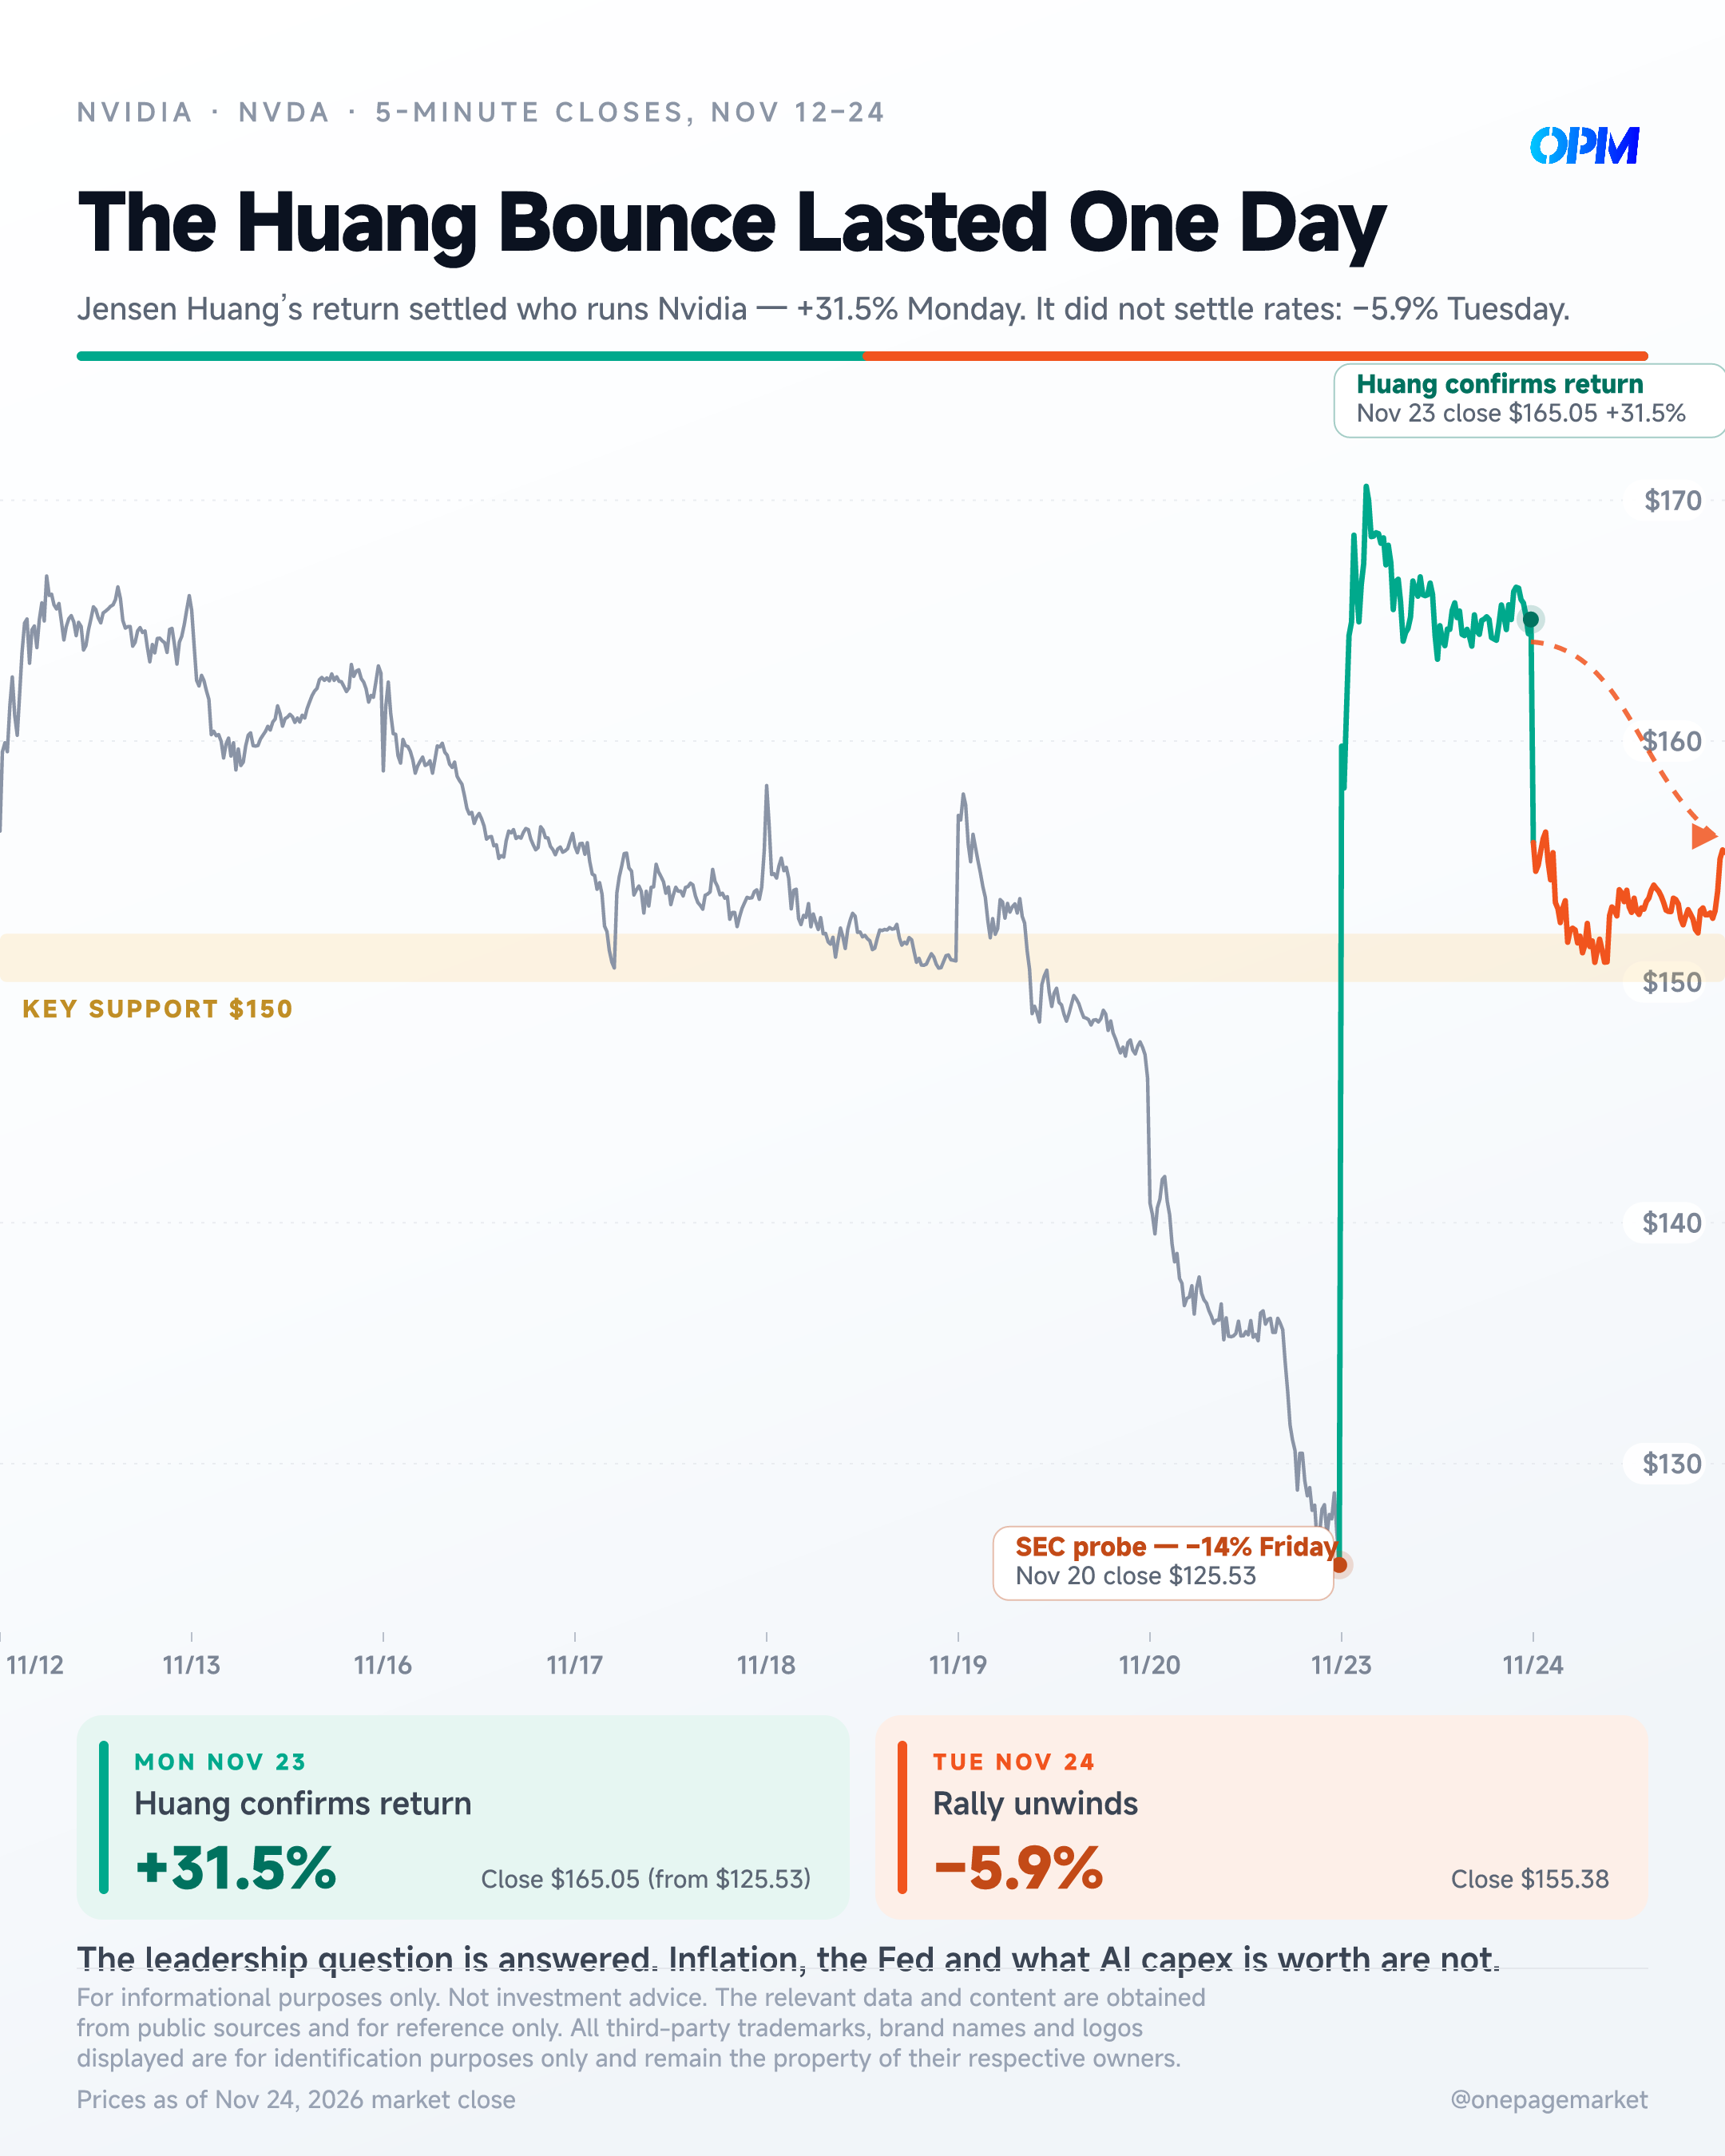 NVIDIA · NVDA · 5-MINUTE CLOSES, NOV 12–24
OPM
The Huang Bounce Lasted One Day
Jensen Huang’s return settled who runs Nvidia — +31.5% Monday. It did not settle rates: −5.9% Tuesday.
Huang confirms return
Nov 23 close $165.05 +31.5%
$170
$160
$150
KEY SUPPORT $150
$140
$130
SEC probe — −14% Friday
Nov 20 close $125.53
11/12 11/13 11/16 11/17 11/18 11/19 11/20 11/23 11/24
MON NOV 23
Huang confirms return
+31.5% Close $165.05 (from $125.53)
TUE NOV 24
Rally unwinds
−5.9% Close $155.38
The leadership question is answered. Inflation, the Fed and what AI capex is worth are not.
For informational purposes only. Not investment advice. The relevant data and content are obtained
from public sources and for reference only. All third-party trademarks, brand names and logos
displayed are for identification purposes only and remain the property of their respective owners.
Prices as of Nov 24, 2026 market close
@onepagemarket